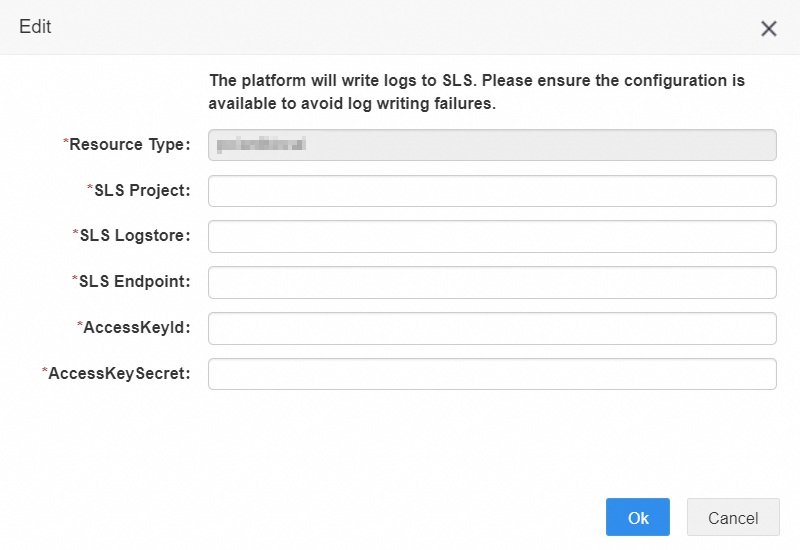 Edit
The platform will write logs to SLS. Please ensure the configuration is
available to avoid log writing failures.
*Resource Type:
*SLS Project:
*SLS Logstore:
*SLS Endpoint:
*AccessKeyId:
*AccessKeySecret:
Ok
Cancel